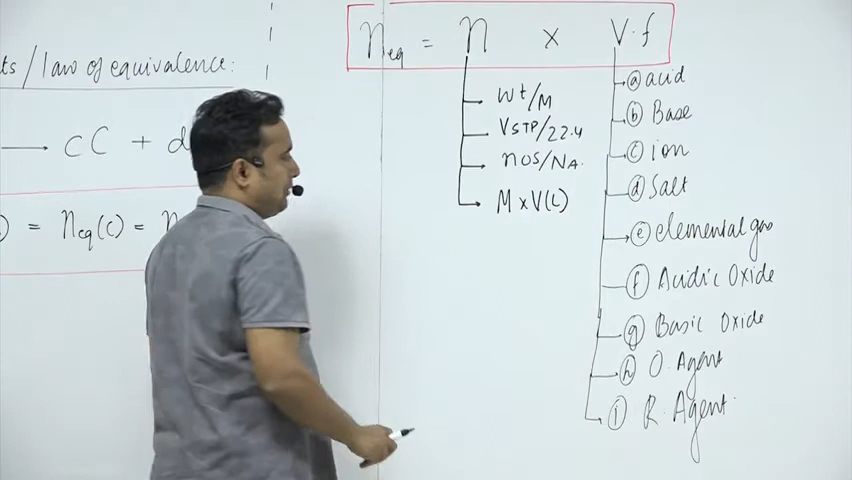 ts/law of equivalence:
→ cC + d
) = neq(C) = n
neq = n × V.f
Wt/M
VSTP/22.4
nos/NA.
M×V(L)
ⓐ acid
ⓑ Base
ⓒ ion
ⓓ Salt
ⓔ elemental gas
ⓕ Acidic Oxide
ⓖ Basic Oxide
ⓗ O. Agent
ⓘ R. Agent.